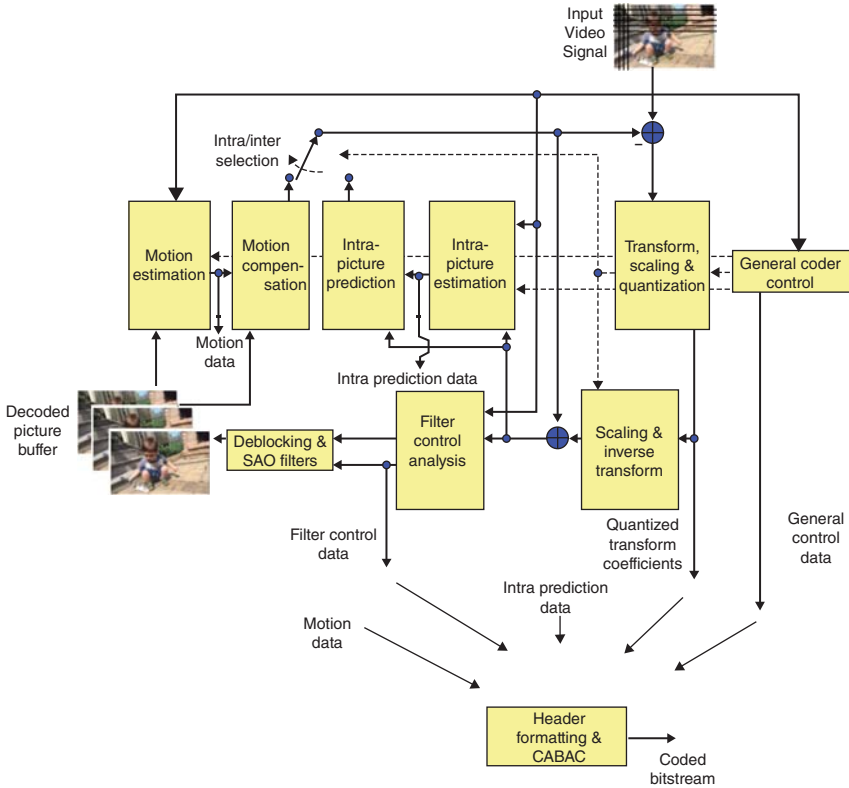 Input
Video
Signal
Intra/inter
selection
Motion
estimation
Motion
compen-
sation
Intra-
picture
prediction
Intra-
picture
estimation
Transform,
scaling &
quantization
General coder
control
Motion
data
Intra prediction data
Decoded
picture
buffer
Deblocking &
SAO filters
Filter
control
analysis
Scaling &
inverse
transform
Filter control
data
Quantized
transform
coefficients
General
control
data
Intra prediction
data
Motion
data
Header
formatting &
CABAC
Coded
bitstream